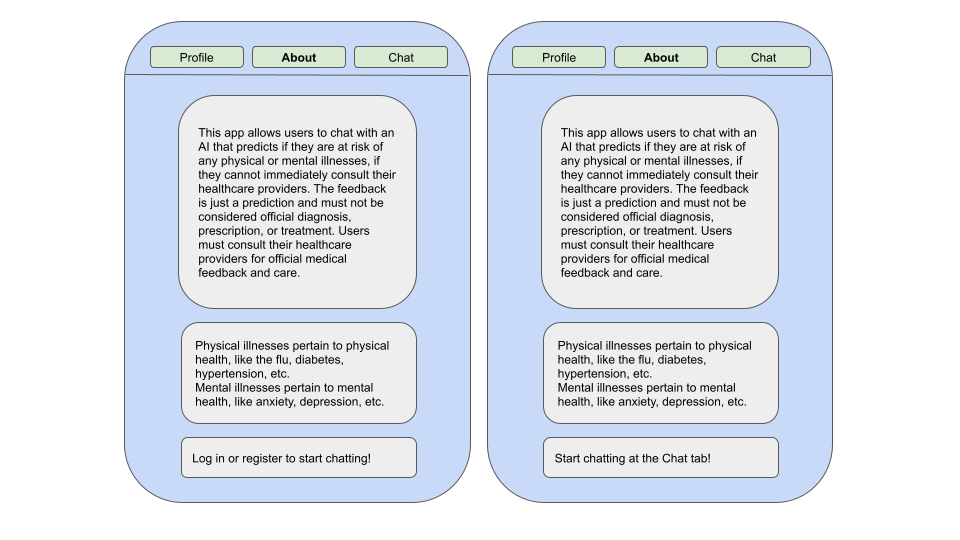 Profile
About
Chat
This app allows users to chat with an
AI that predicts if they are at risk of
any physical or mental illnesses, if
they cannot immediately consult their
healthcare providers. The feedback
is just a prediction and must not be
considered official diagnosis,
prescription, or treatment. Users
must consult their healthcare
providers for official medical
feedback and care.
Physical illnesses pertain to physical
health, like the flu, diabetes,
hypertension, etc.
Mental illnesses pertain to mental
health, like anxiety, depression, etc.
Log in or register to start chatting!
Profile
About
Chat
This app allows users to chat with an
AI that predicts if they are at risk of
any physical or mental illnesses, if
they cannot immediately consult their
healthcare providers. The feedback
is just a prediction and must not be
considered official diagnosis,
prescription, or treatment. Users
must consult their healthcare
providers for official medical
feedback and care.
Physical illnesses pertain to physical
health, like the flu, diabetes,
hypertension, etc.
Mental illnesses pertain to mental
health, like anxiety, depression, etc.
Start chatting at the Chat tab!